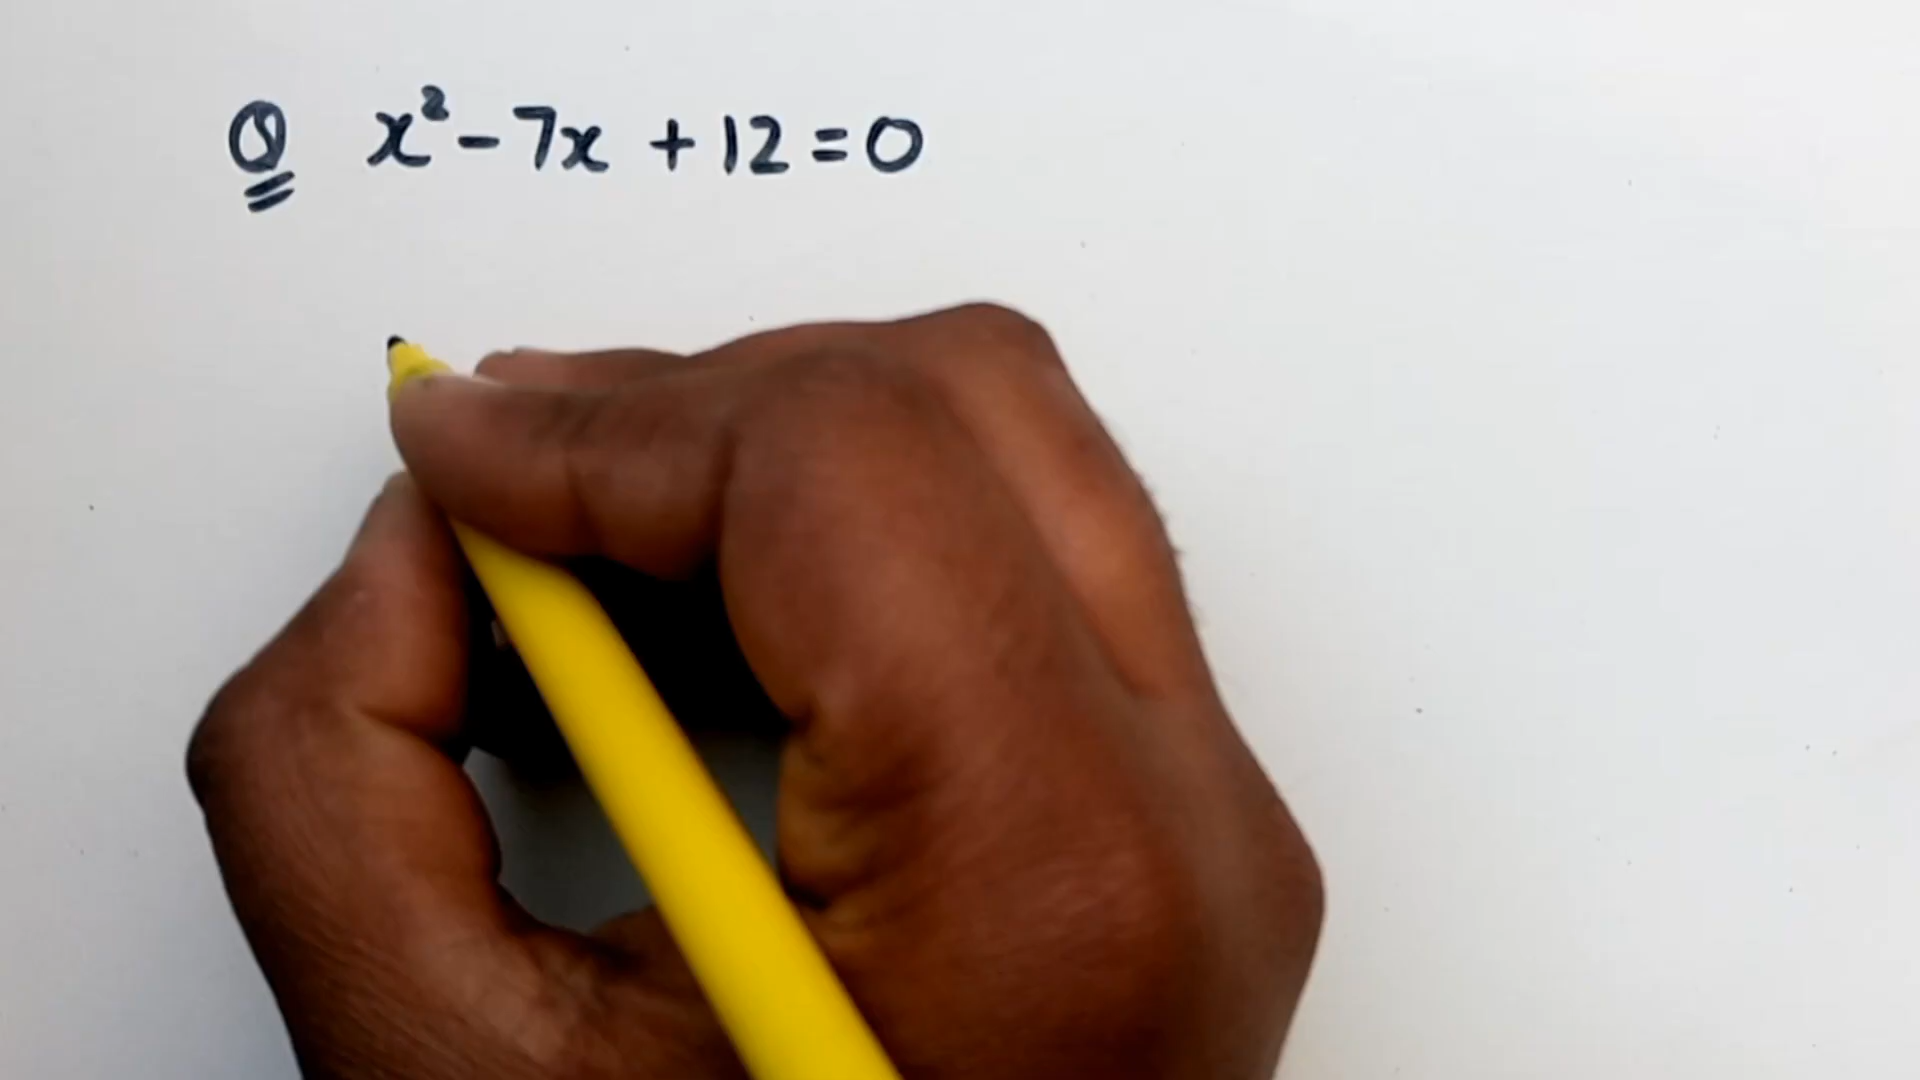 Q x² - 7x + 12 = 0